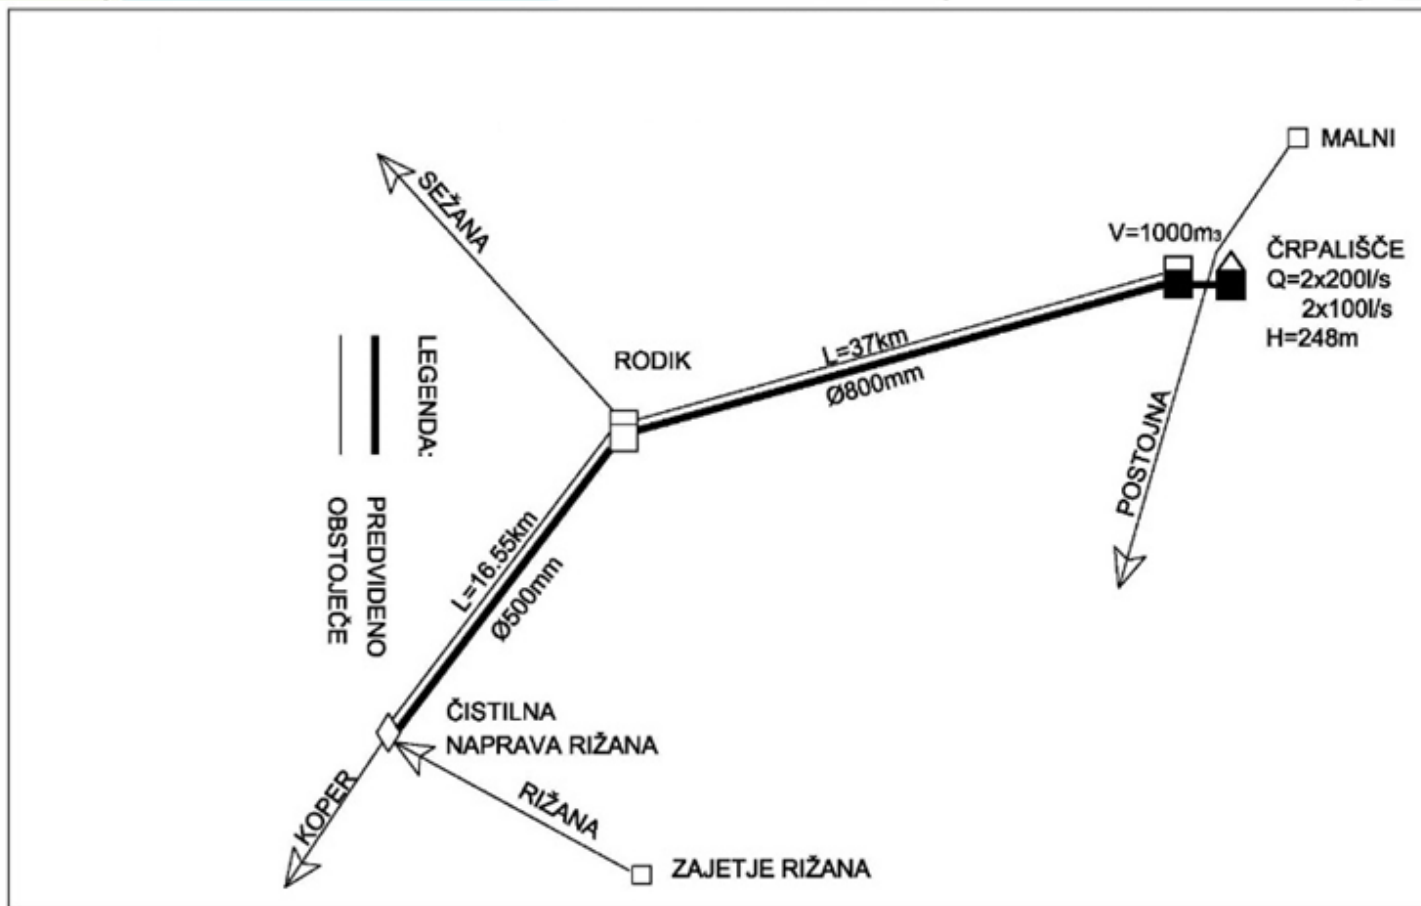 MALNI
SEŽANA
V=1000m₃
ČRPALIŠČE
Q=2x200l/s
2x100l/s
H=248m
L=37km
Ø800mm
RODIK
LEGENDA:
PREDVIDENO
OBSTOJEČE
POSTOJNA
L=16.55km
Ø500mm
ČISTILNA
NAPRAVA RIŽANA
KOPER
RIŽANA
ZAJETJE RIŽANA